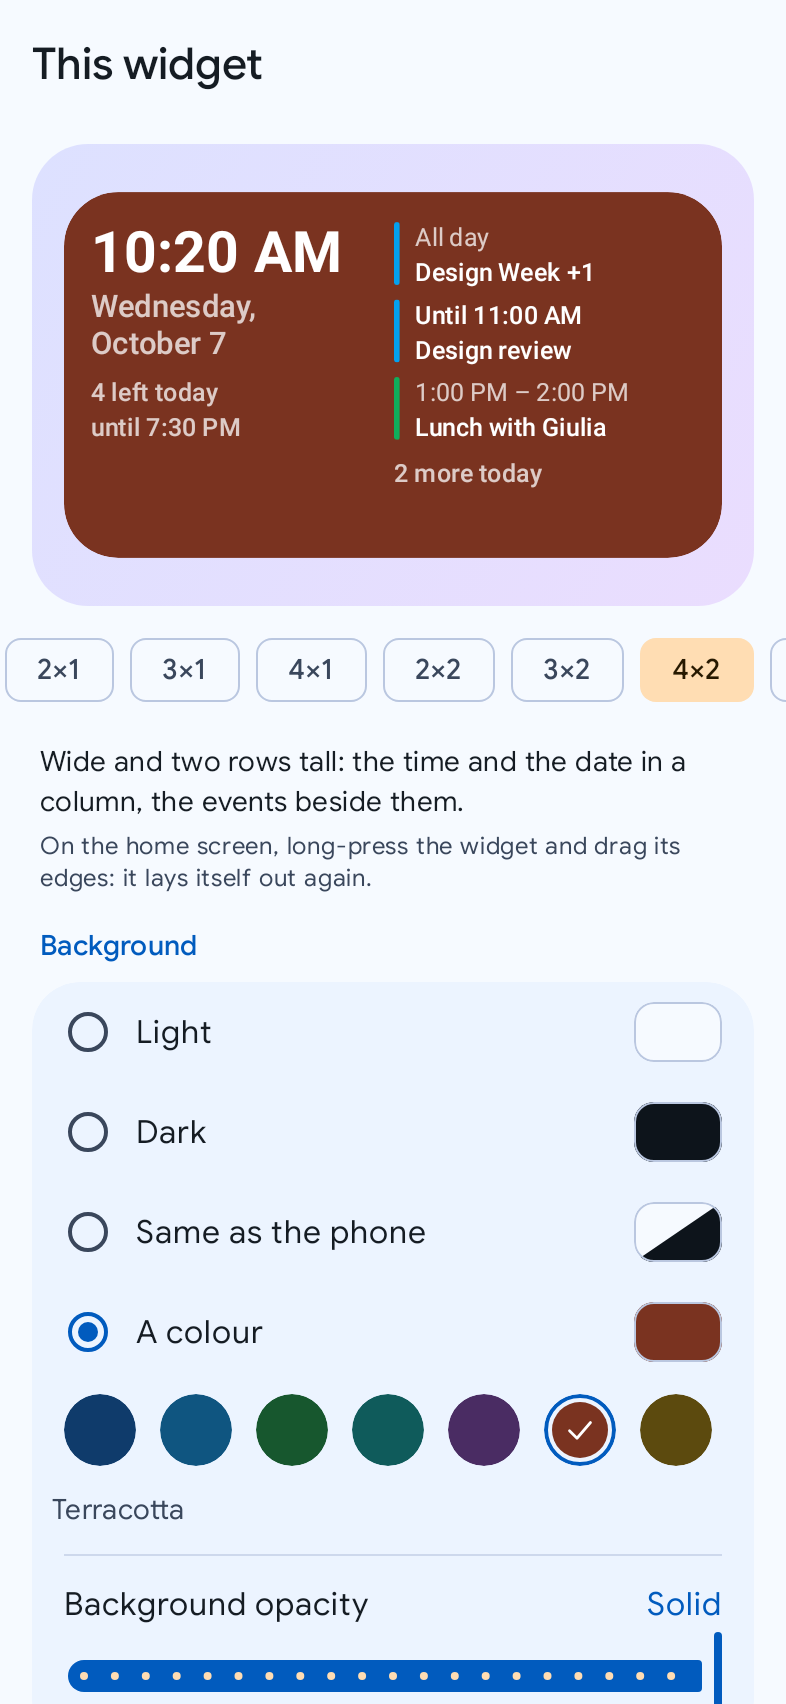 This widget
10:20 AM
Wednesday,
October 7
4 left today
until 7:30 PM
All day
Design Week +1
Until 11:00 AM
Design review
1:00 PM – 2:00 PM
Lunch with Giulia
2 more today
2×1
3×1
4×1
2×2
3×2
4×2
Wide and two rows tall: the time and the date in a
column, the events beside them.
On the home screen, long-press the widget and drag its
edges: it lays itself out again.
Background
Light
Dark
Same as the phone
A colour
Terracotta
Background opacity
Solid